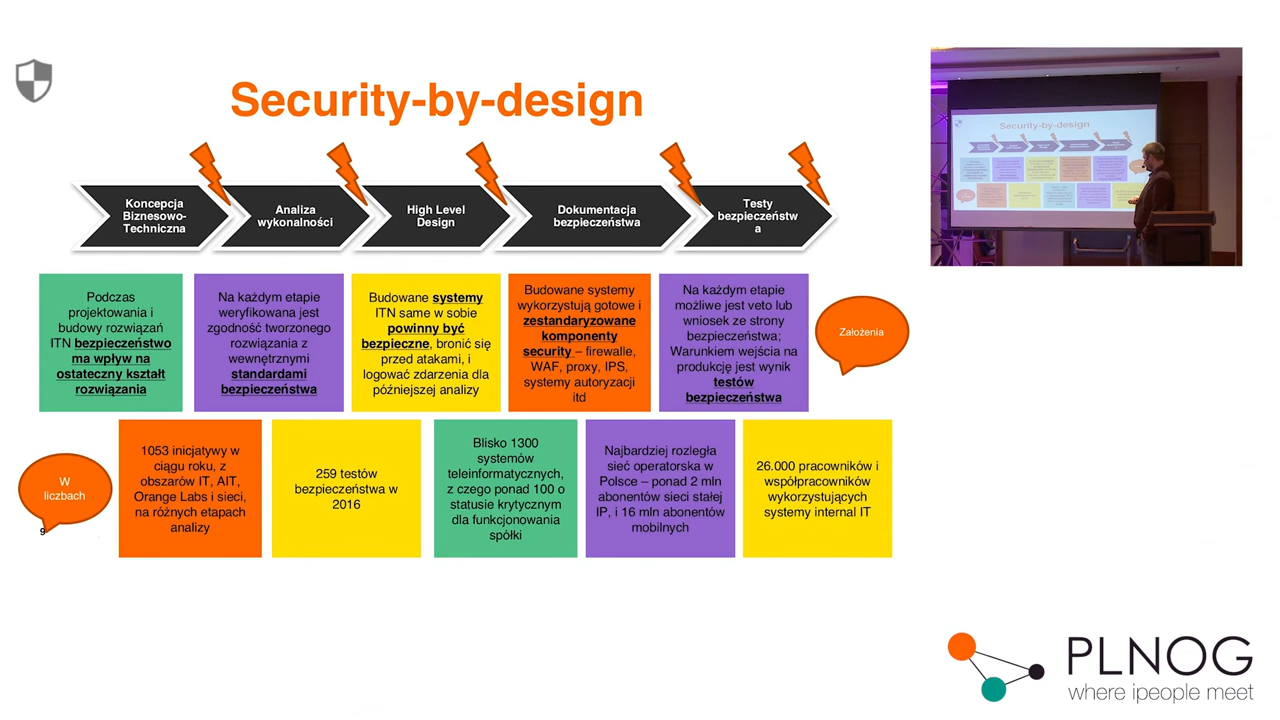 Security-by-design
Koncepcja
Biznesowo-
Techniczna
Analiza
wykonalności
High Level
Design
Dokumentacja
bezpieczeństwa
Testy
bezpieczeństw
a
Podczas
projektowania i
budowy rozwiązań
ITN bezpieczeństwo
ma wpływ na
ostateczny kształt
rozwiązania
Na każdym etapie
weryfikowana jest
zgodność tworzonego
rozwiązania z
wewnętrznymi
standardami
bezpieczeństwa
Budowane systemy
ITN same w sobie
powinny być
bezpieczne, bronić się
przed atakami, i
logować zdarzenia dla
późniejszej analizy
Budowane systemy
wykorzystują gotowe i
zestandaryzowane
komponenty
security – firewalle,
WAF, proxy, IPS,
systemy autoryzacji
itd
Na każdym etapie
możliwe jest veto lub
wniosek ze strony
bezpieczeństwa;
Warunkiem wejścia na
produkcję jest wynik
testów
bezpieczeństwa
Założenia
W
liczbach
9
1053 inicjatywy w
ciągu roku, z
obszarów IT, AIT,
Orange Labs i sieci,
na różnych etapach
analizy
259 testów
bezpieczeństwa w
2016
Blisko 1300
systemów
teleinformatycznych,
z czego ponad 100 o
statusie krytycznym
dla funkcjonowania
spółki
Najbardziej rozległa
sieć operatorska w
Polsce – ponad 2 mln
abonentów sieci stałej
IP, i 16 mln abonentów
mobilnych
26.000 pracowników i
współpracowników
wykorzystujących
systemy internal IT
Security-by-design
PLNOG
where ipeople meet